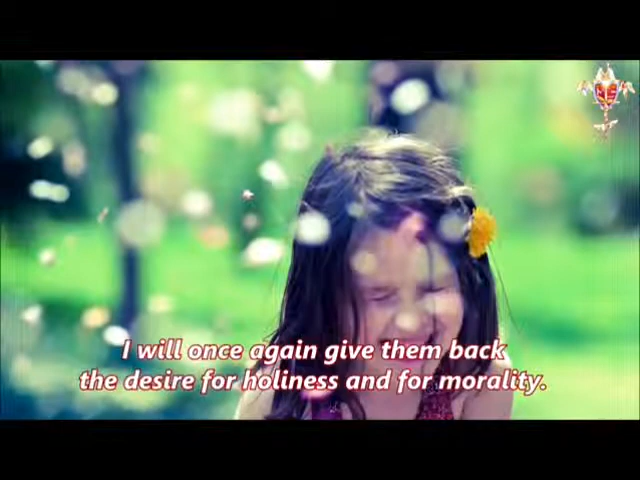 I will once again give them back
the desire for holiness and for morality.